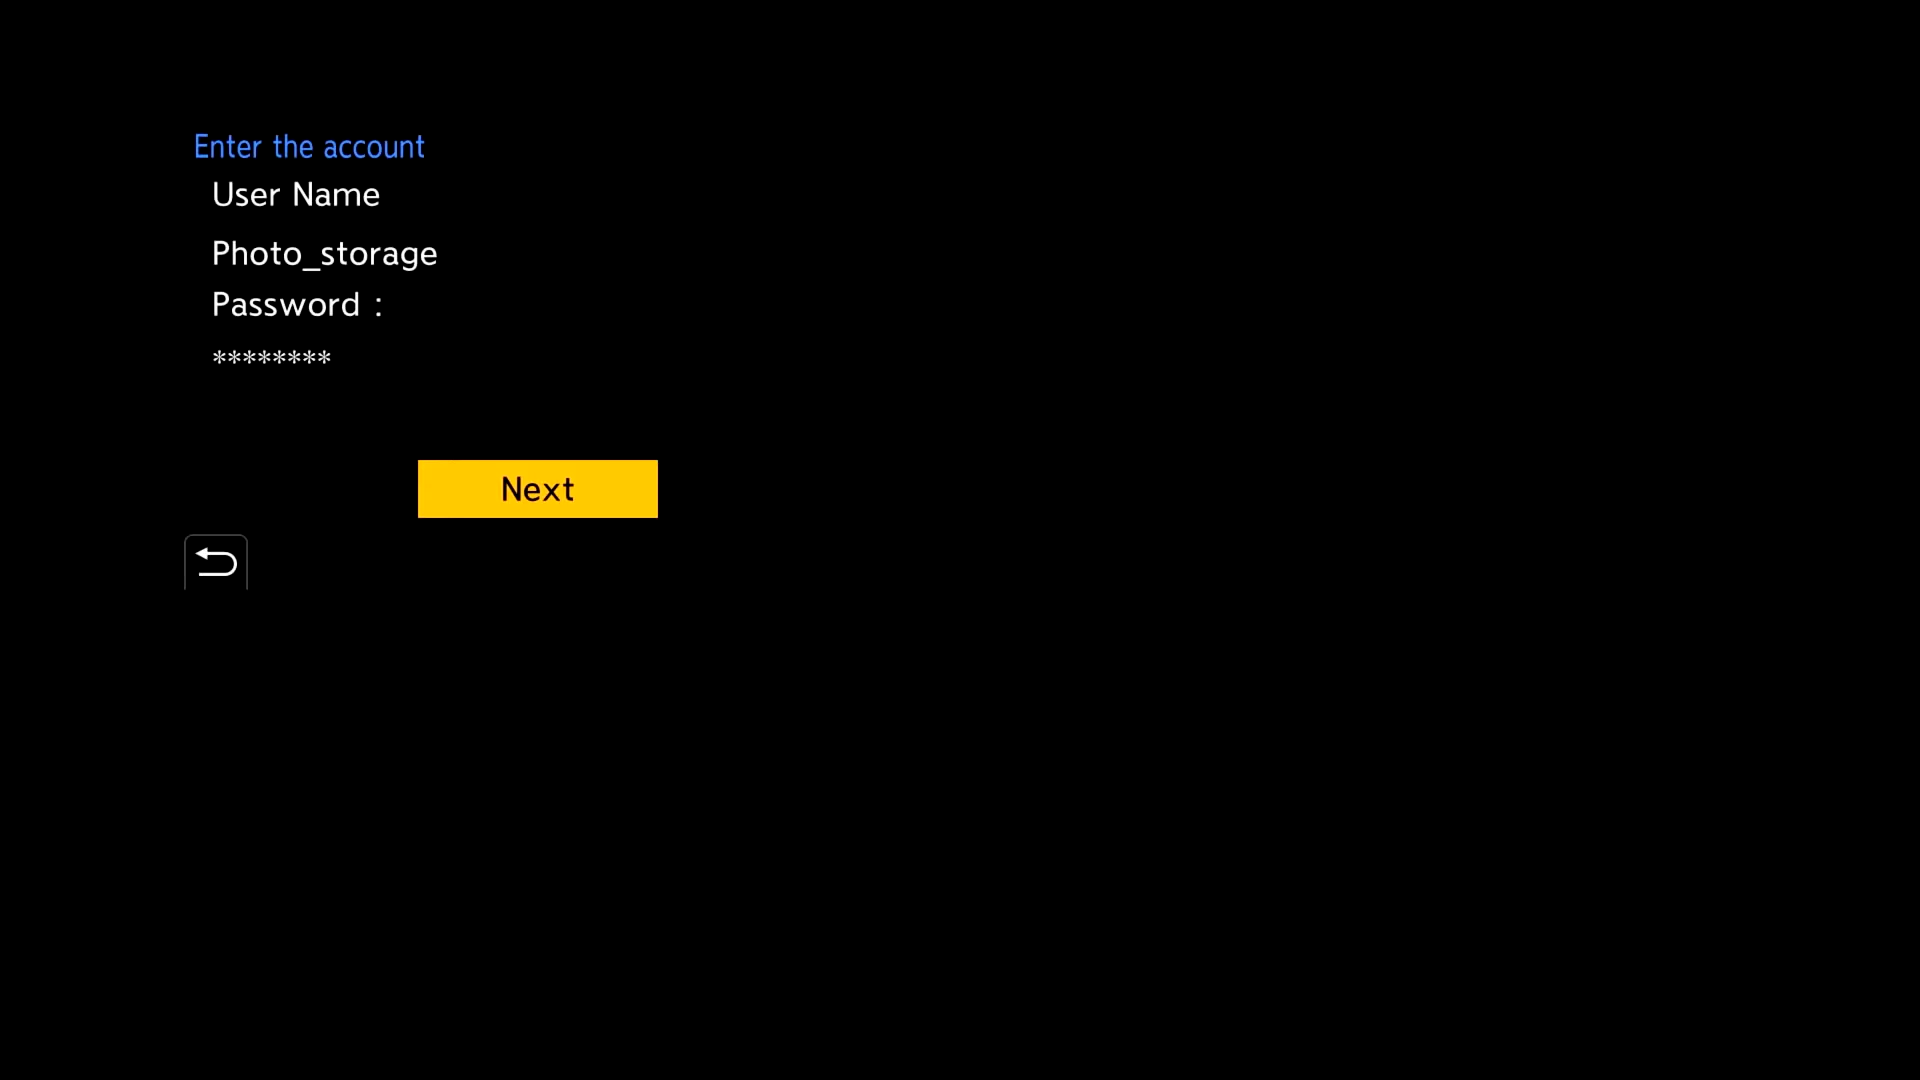 Enter the account
User Name
Photo_storage
Password :
********
Next